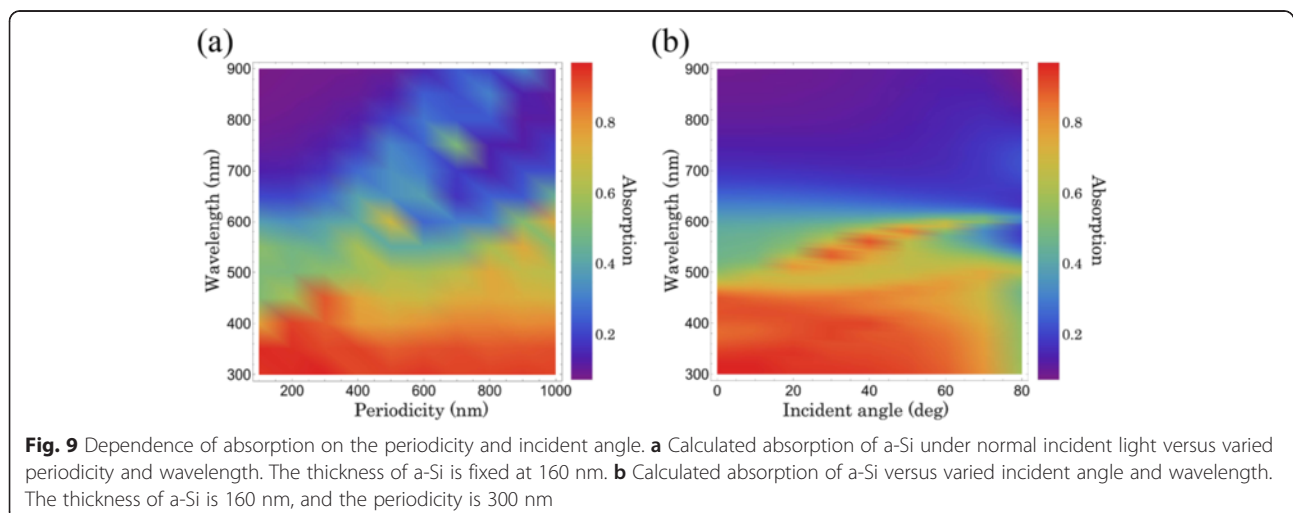 (a)
(b)
900
800
700
600
500
400
300
Wavelength (nm)
200
400
600
800
1000
Periodicity (nm)
0.8
0.6
0.4
0.2
Absorption
900
800
700
600
500
400
300
Wavelength (nm)
0
20
40
60
80
Incident angle (deg)
0.8
0.6
0.4
0.2
Absorption
Fig. 9 Dependence of absorption on the periodicity and incident angle. a Calculated absorption of a-Si under normal incident light versus varied
periodicity and wavelength. The thickness of a-Si is fixed at 160 nm. b Calculated absorption of a-Si versus varied incident angle and wavelength.
The thickness of a-Si is 160 nm, and the periodicity is 300 nm